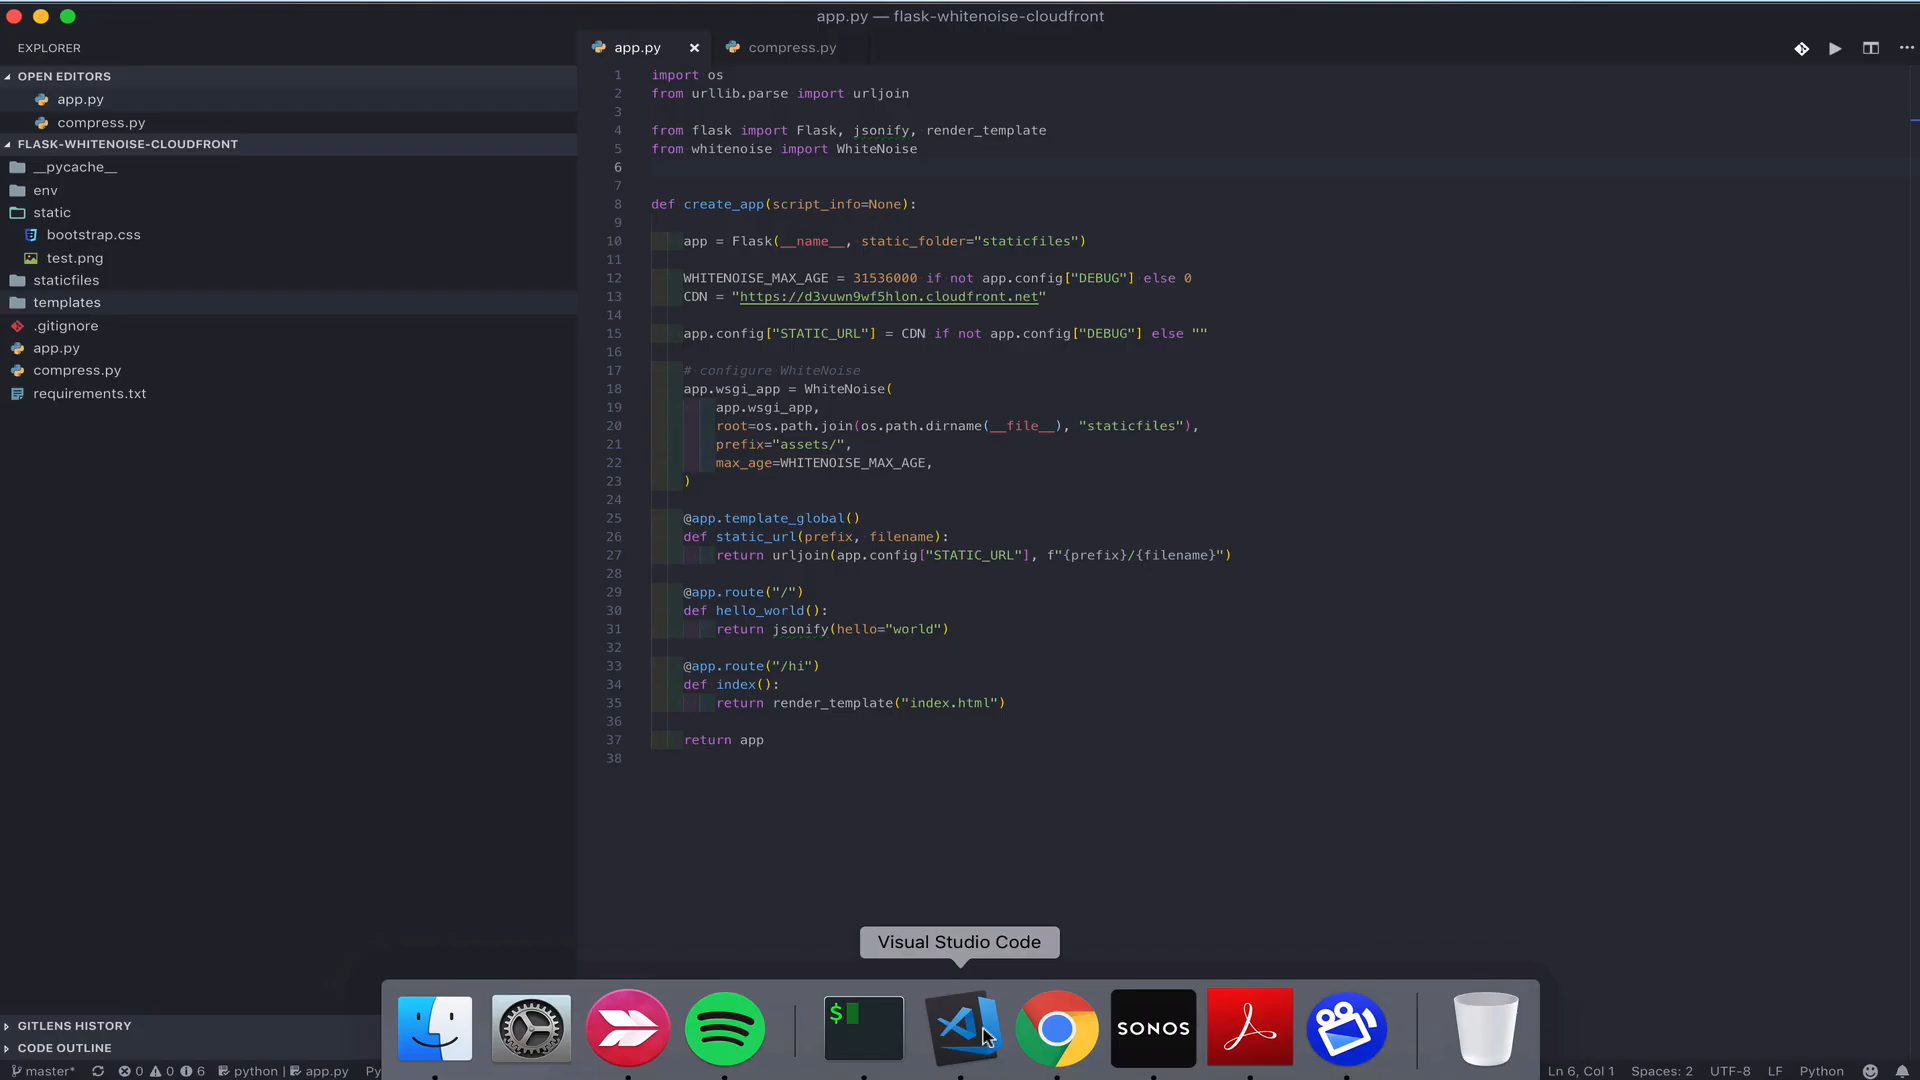 app.py — flask-whitenoise-cloudfront
EXPLORER
OPEN EDITORS
app.py
compress.py
FLASK-WHITENOISE-CLOUDFRONT
__pycache__
env
static
bootstrap.css
test.png
staticfiles
templates
.gitignore
app.py
compress.py
requirements.txt
GITLENS HISTORY
CODE OUTLINE
app.py
compress.py
1 import os
2 from urllib.parse import urljoin
3
4 from flask import Flask, jsonify, render_template
5 from whitenoise import WhiteNoise
6
7
8 def create_app(script_info=None):
9
10 app = Flask(__name__, static_folder="staticfiles")
11
12 WHITENOISE_MAX_AGE = 31536000 if not app.config["DEBUG"] else 0
13 CDN = "https://d3vuwn9wf5hlon.cloudfront.net"
14
15 app.config["STATIC_URL"] = CDN if not app.config["DEBUG"] else ""
16
17 # configure WhiteNoise
18 app.wsgi_app = WhiteNoise(
19 app.wsgi_app,
20 root=os.path.join(os.path.dirname(__file__), "staticfiles"),
21 prefix="assets/",
22 max_age=WHITENOISE_MAX_AGE,
23 )
24
25 @app.template_global()
26 def static_url(prefix, filename):
27 return urljoin(app.config["STATIC_URL"], f"{prefix}/{filename}")
28
29 @app.route("/")
30 def hello_world():
31 return jsonify(hello="world")
32
33 @app.route("/hi")
34 def index():
35 return render_template("index.html")
36
37 return app
38
Visual Studio Code
$
SONOS
master* 0 0 6 python | app.py Py
Ln 6, Col 1 Spaces: 2 UTF-8 LF Python